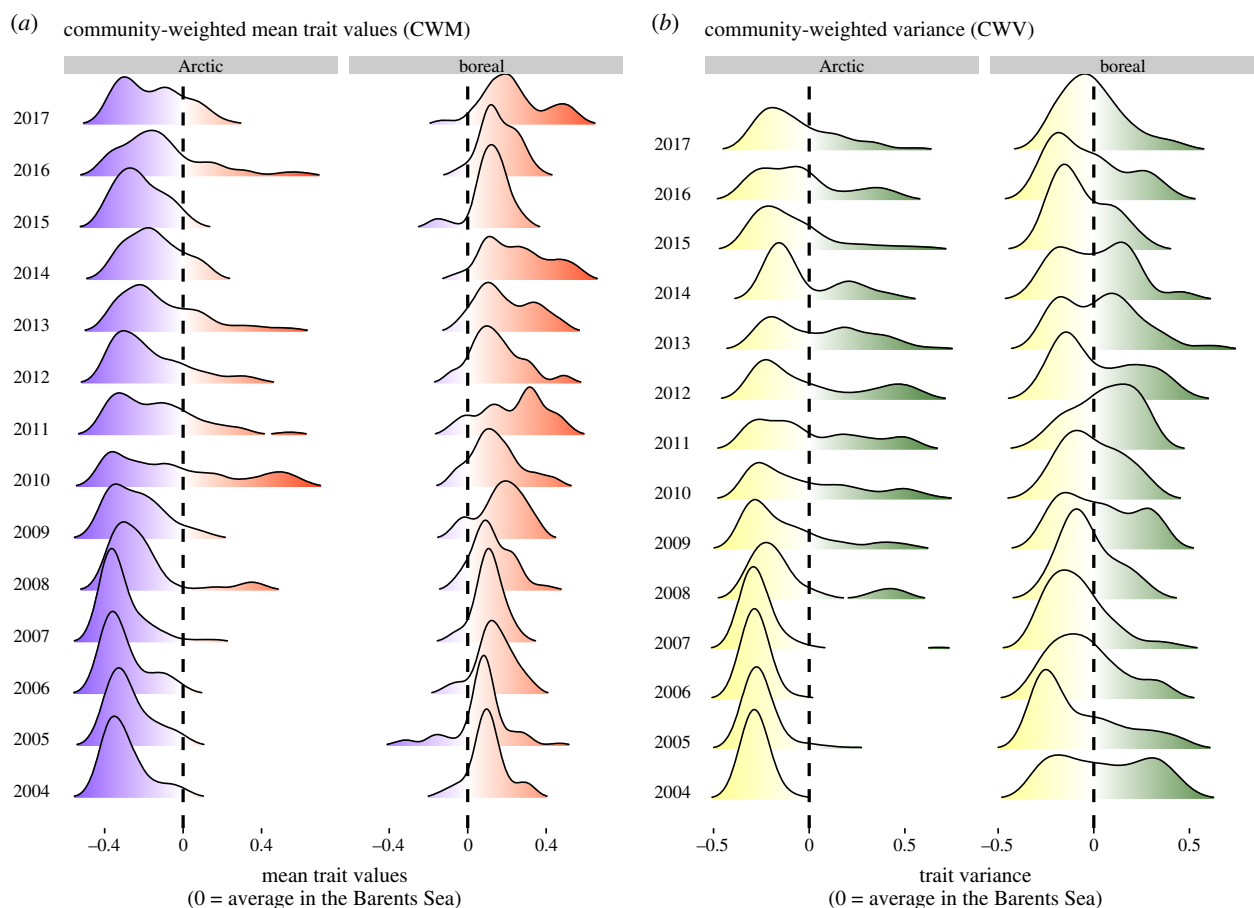 (a) community-weighted mean trait values (CWM)
Arctic boreal
2017
2016
2015
2014
2013
2012
2011
2010
2009
2008
2007
2006
2005
2004
–0.4 0 0.4 –0.4 0 0.4
mean trait values
(0 = average in the Barents Sea)
(b) community-weighted variance (CWV)
Arctic boreal
2017
2016
2015
2014
2013
2012
2011
2010
2009
2008
2007
2006
2005
2004
–0.5 0 0.5 –0.5 0 0.5
trait variance
(0 = average in the Barents Sea)